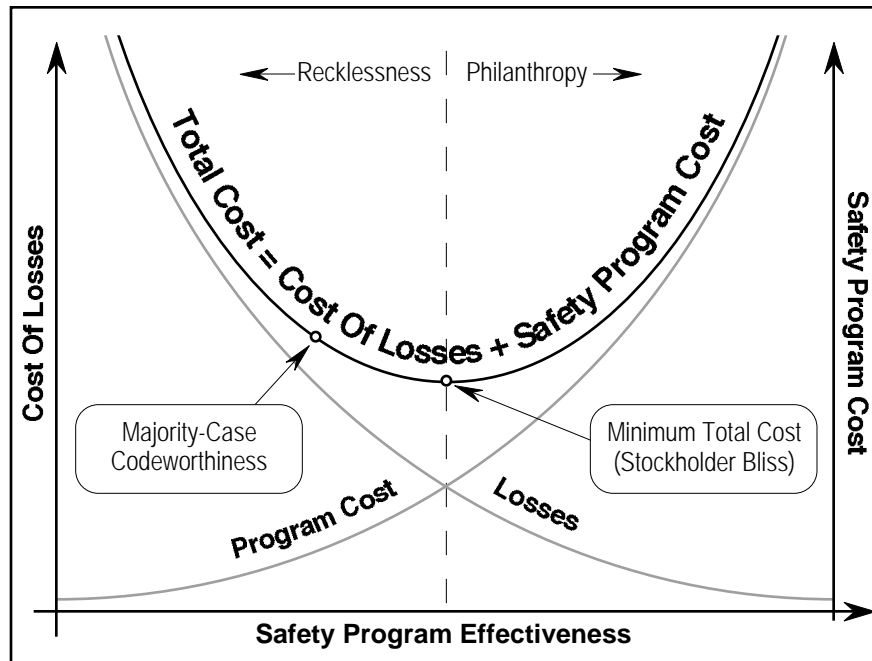 Recklessness
Philanthropy
Total Cost = Cost Of Losses + Safety Program Cost
Cost Of Losses
Safety Program Cost
Majority-Case
Codeworthiness
Minimum Total Cost
(Stockholder Bliss)
Program Cost
Losses
Safety Program Effectiveness